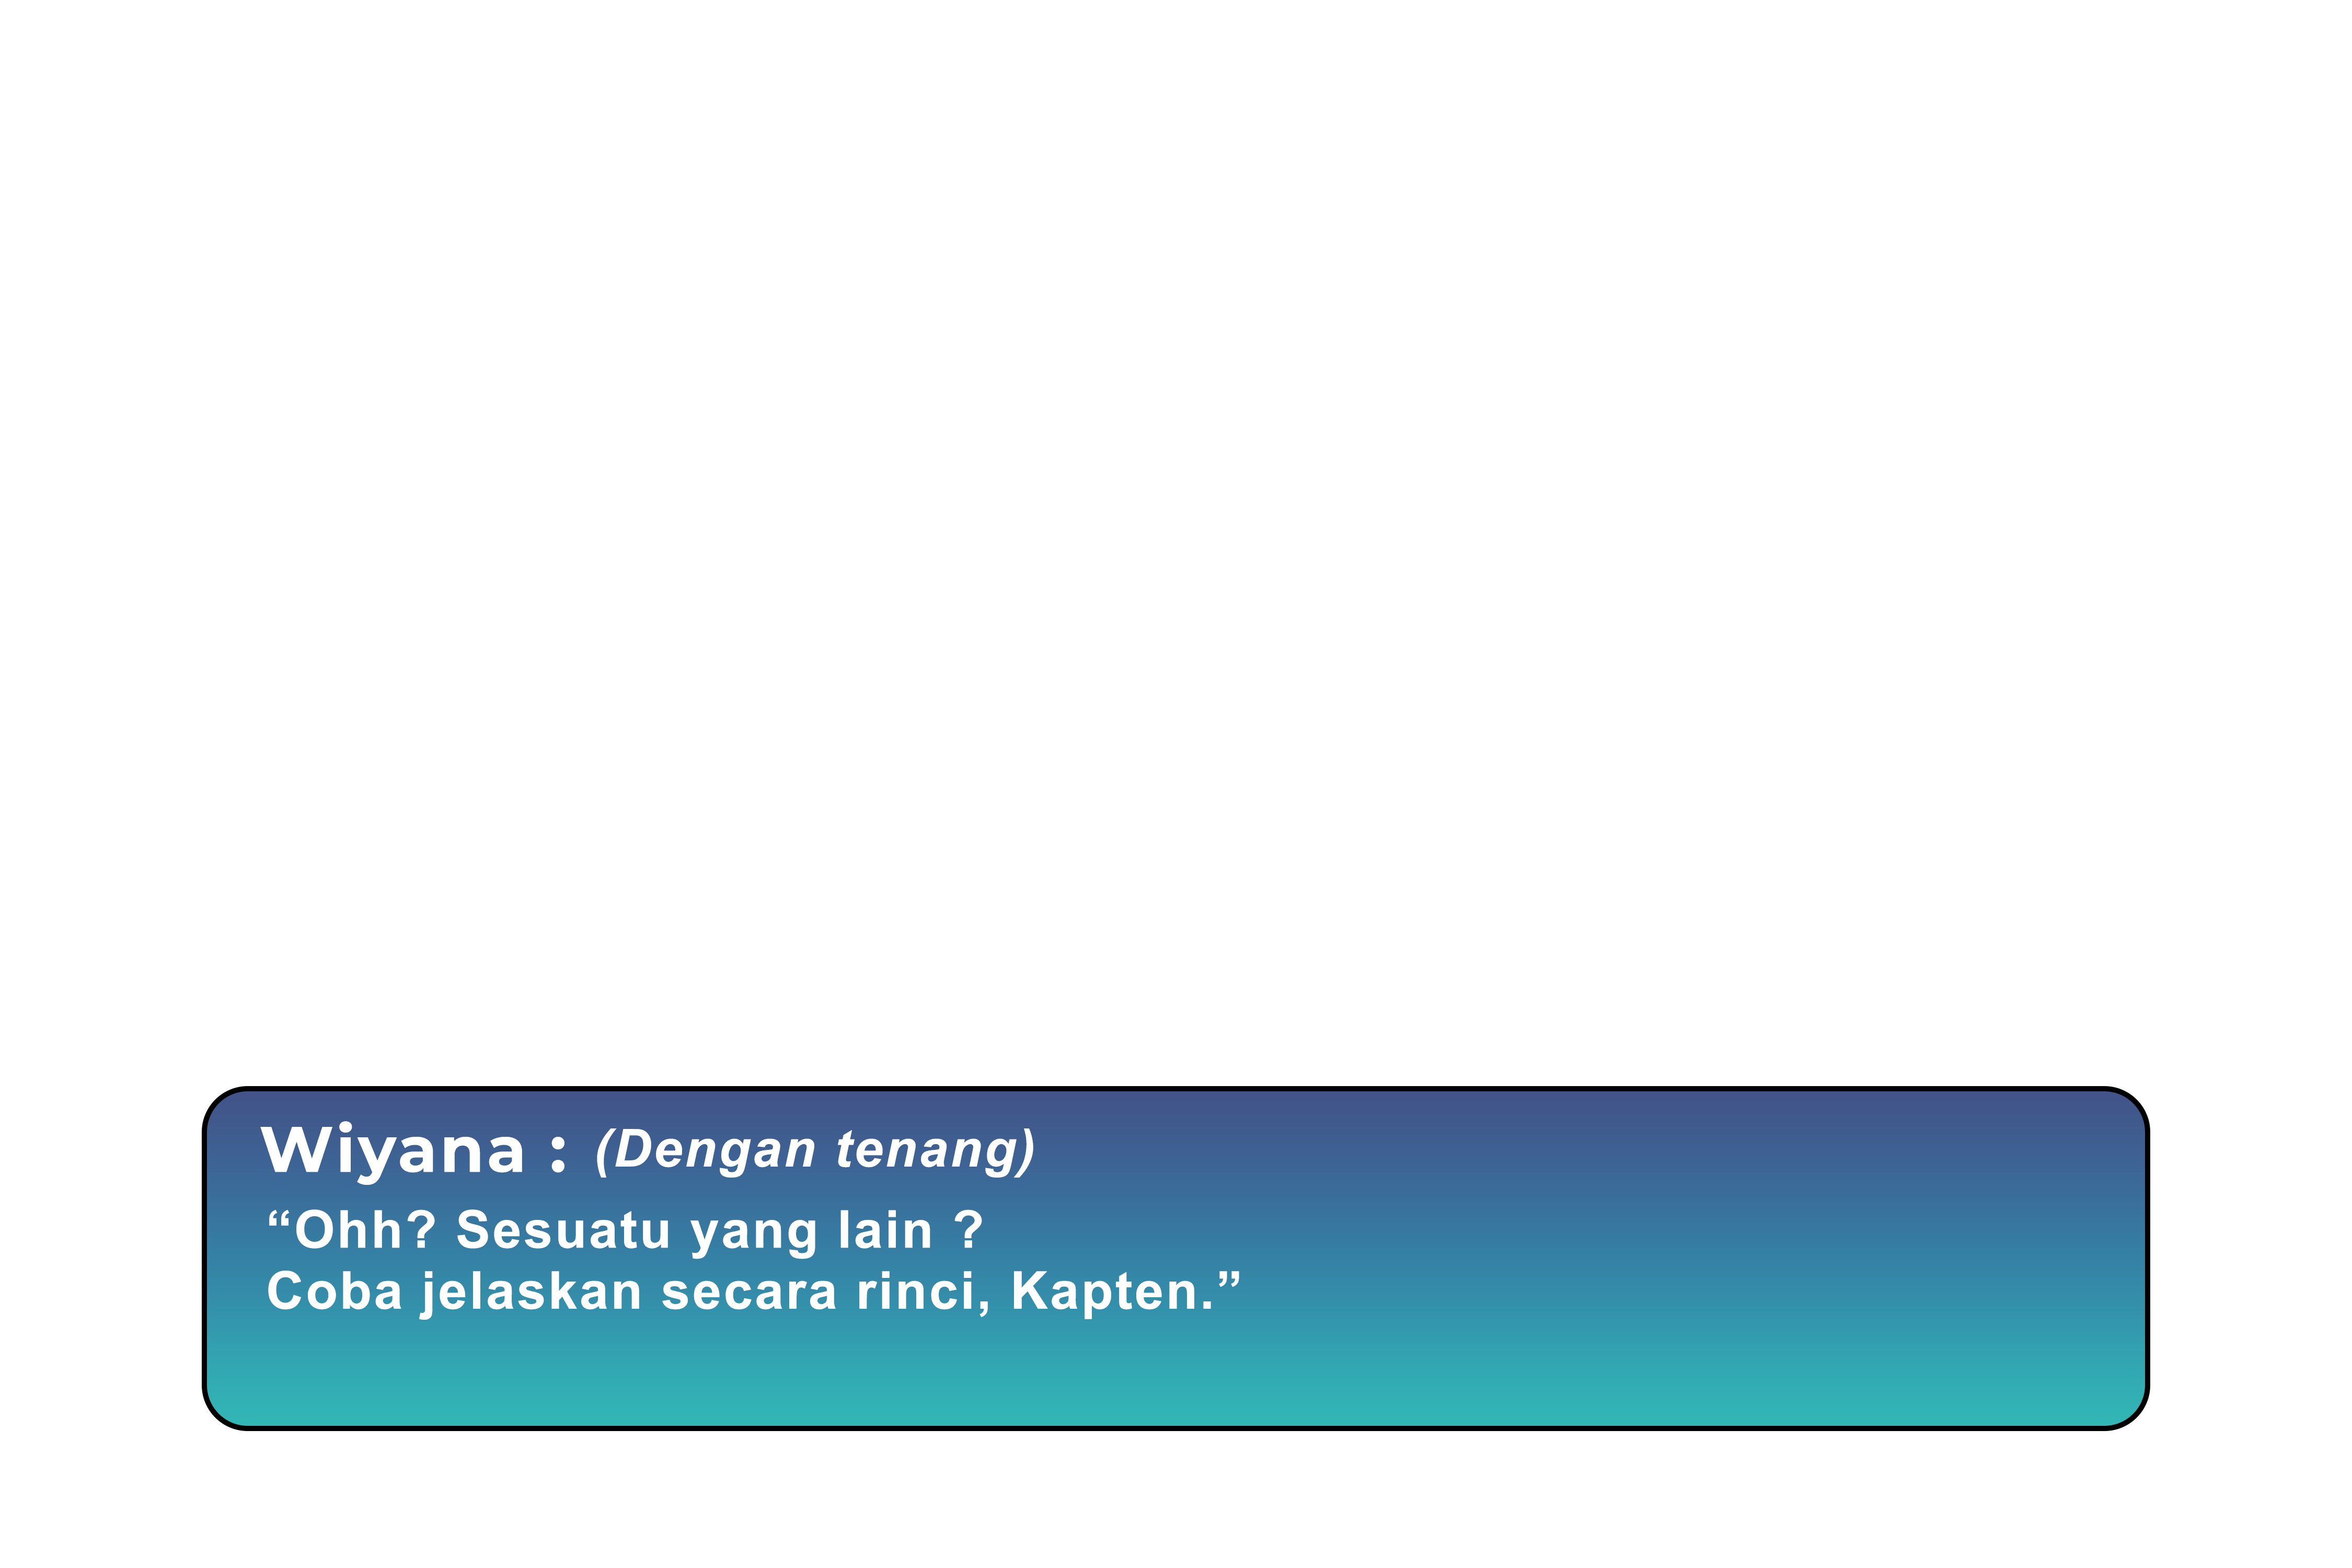 Wiyana : (Dengan tenang)
“Ohh? Sesuatu yang lain ?
Coba jelaskan secara rinci, Kapten.”